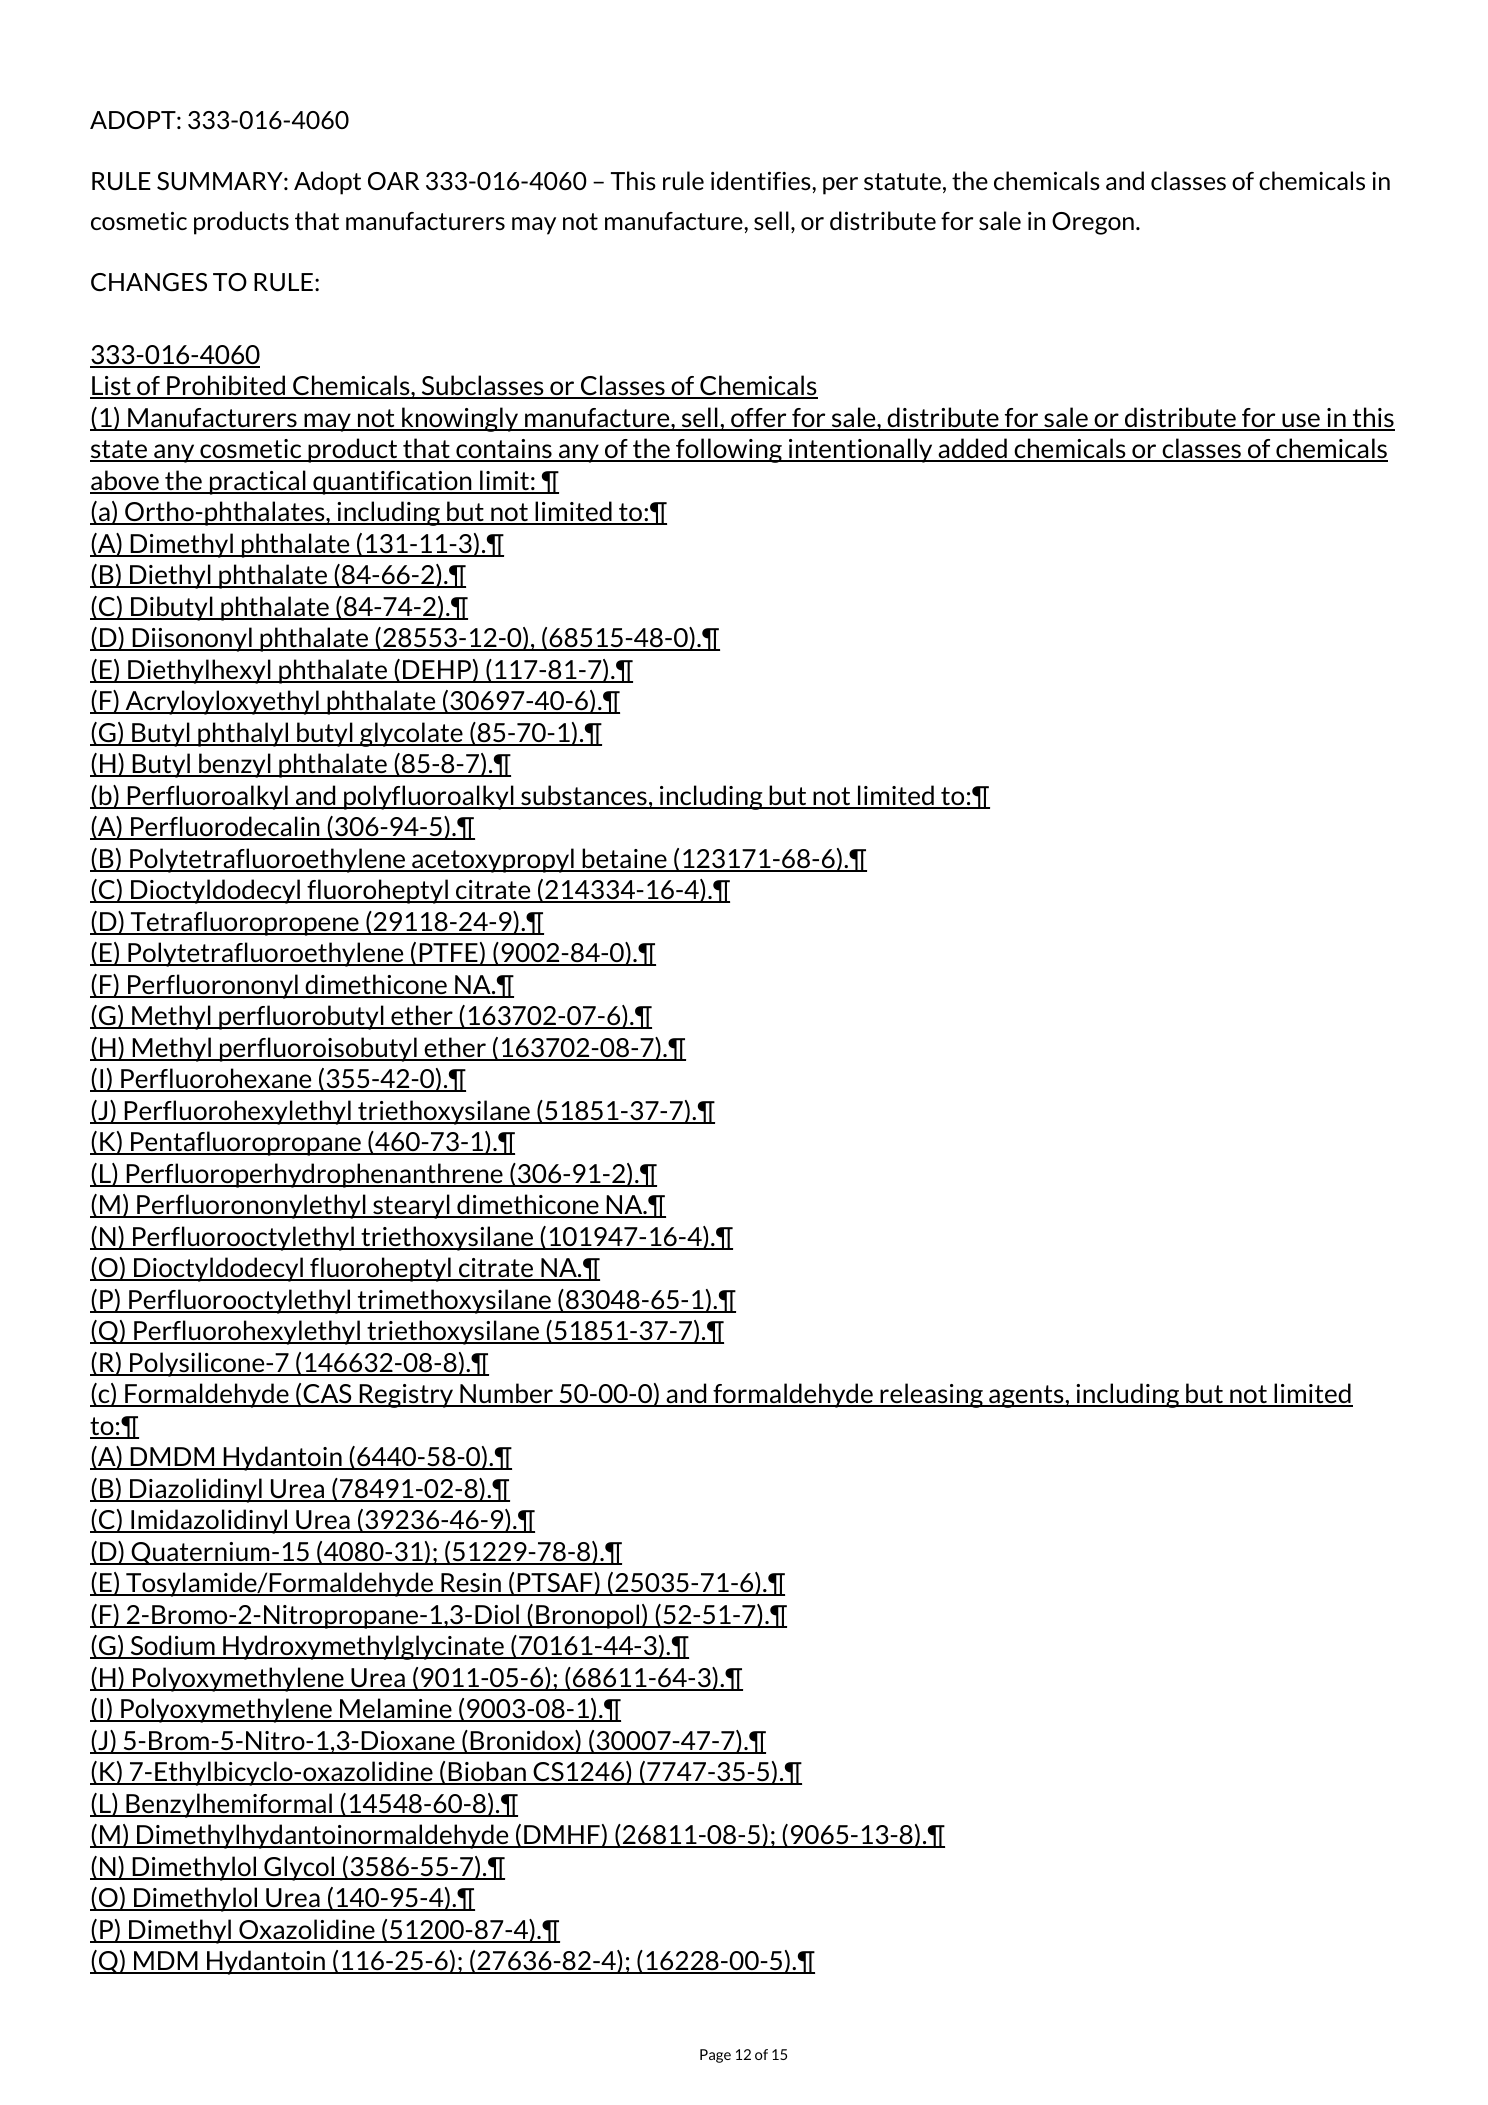 ADOPT: 333-016-4060
RULE SUMMARY: Adopt OAR 333-016-4060 – This rule identifies, per statute, the chemicals and classes of chemicals in
cosmetic products that manufacturers may not manufacture, sell, or distribute for sale in Oregon.
CHANGES TO RULE:
333-016-4060
List of Prohibited Chemicals, Subclasses or Classes of Chemicals
(1) Manufacturers may not knowingly manufacture, sell, offer for sale, distribute for sale or distribute for use in this
state any cosmetic product that contains any of the following intentionally added chemicals or classes of chemicals
above the practical quantification limit: ¶
(a) Ortho-phthalates, including but not limited to:¶
(A) Dimethyl phthalate (131-11-3).¶
(B) Diethyl phthalate (84-66-2).¶
(C) Dibutyl phthalate (84-74-2).¶
(D) Diisononyl phthalate (28553-12-0), (68515-48-0).¶
(E) Diethylhexyl phthalate (DEHP) (117-81-7).¶
(F) Acryloyloxyethyl phthalate (30697-40-6).¶
(G) Butyl phthalyl butyl glycolate (85-70-1).¶
(H) Butyl benzyl phthalate (85-8-7).¶
(b) Perfluoroalkyl and polyfluoroalkyl substances, including but not limited to:¶
(A) Perfluorodecalin (306-94-5).¶
(B) Polytetrafluoroethylene acetoxypropyl betaine (123171-68-6).¶
(C) Dioctyldodecyl fluoroheptyl citrate (214334-16-4).¶
(D) Tetrafluoropropene (29118-24-9).¶
(E) Polytetrafluoroethylene (PTFE) (9002-84-0).¶
(F) Perfluorononyl dimethicone NA.¶
(G) Methyl perfluorobutyl ether (163702-07-6).¶
(H) Methyl perfluoroisobutyl ether (163702-08-7).¶
(I) Perfluorohexane (355-42-0).¶
(J) Perfluorohexylethyl triethoxysilane (51851-37-7).¶
(K) Pentafluoropropane (460-73-1).¶
(L) Perfluoroperhydrophenanthrene (306-91-2).¶
(M) Perfluorononylethyl stearyl dimethicone NA.¶
(N) Perfluorooctylethyl triethoxysilane (101947-16-4).¶
(O) Dioctyldodecyl fluoroheptyl citrate NA.¶
(P) Perfluorooctylethyl trimethoxysilane (83048-65-1).¶
(Q) Perfluorohexylethyl triethoxysilane (51851-37-7).¶
(R) Polysilicone-7 (146632-08-8).¶
(c) Formaldehyde (CAS Registry Number 50-00-0) and formaldehyde releasing agents, including but not limited
to:¶
(A) DMDM Hydantoin (6440-58-0).¶
(B) Diazolidinyl Urea (78491-02-8).¶
(C) Imidazolidinyl Urea (39236-46-9).¶
(D) Quaternium-15 (4080-31); (51229-78-8).¶
(E) Tosylamide/Formaldehyde Resin (PTSAF) (25035-71-6).¶
(F) 2-Bromo-2-Nitropropane-1,3-Diol (Bronopol) (52-51-7).¶
(G) Sodium Hydroxymethylglycinate (70161-44-3).¶
(H) Polyoxymethylene Urea (9011-05-6); (68611-64-3).¶
(I) Polyoxymethylene Melamine (9003-08-1).¶
(J) 5-Brom-5-Nitro-1,3-Dioxane (Bronidox) (30007-47-7).¶
(K) 7-Ethylbicyclo-oxazolidine (Bioban CS1246) (7747-35-5).¶
(L) Benzylhemiformal (14548-60-8).¶
(M) Dimethylhydantoinormaldehyde (DMHF) (26811-08-5); (9065-13-8).¶
(N) Dimethylol Glycol (3586-55-7).¶
(O) Dimethylol Urea (140-95-4).¶
(P) Dimethyl Oxazolidine (51200-87-4).¶
(Q) MDM Hydantoin (116-25-6); (27636-82-4); (16228-00-5).¶
Page 12 of 15